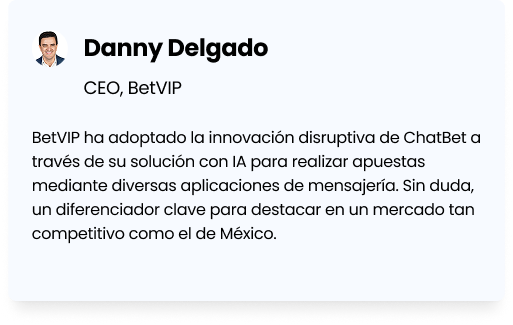 Danny Delgado
CEO, BetVIP
BetVIP ha adoptado la innovación disruptiva de ChatBet a
través de su solución con IA para realizar apuestas
mediante diversas aplicaciones de mensajería. Sin duda,
un diferenciador clave para destacar en un mercado tan
competitivo como el de México.